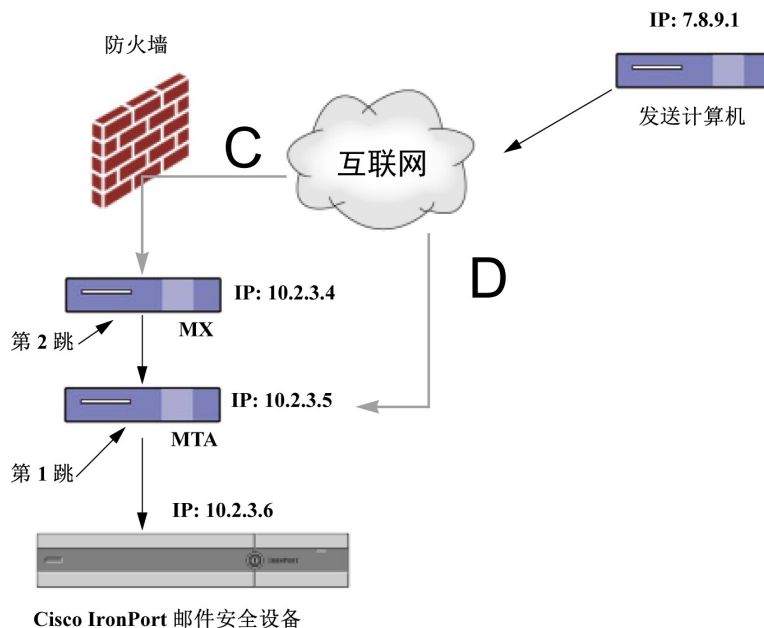 IP: 7.8.9.1
防火墙
发送计算机
C
互联网
D
IP: 10.2.3.4
MX
第 2 跳
IP: 10.2.3.5
MTA
第 1 跳
IP: 10.2.3.6
IRONPORT
Cisco IronPort 邮件安全设备